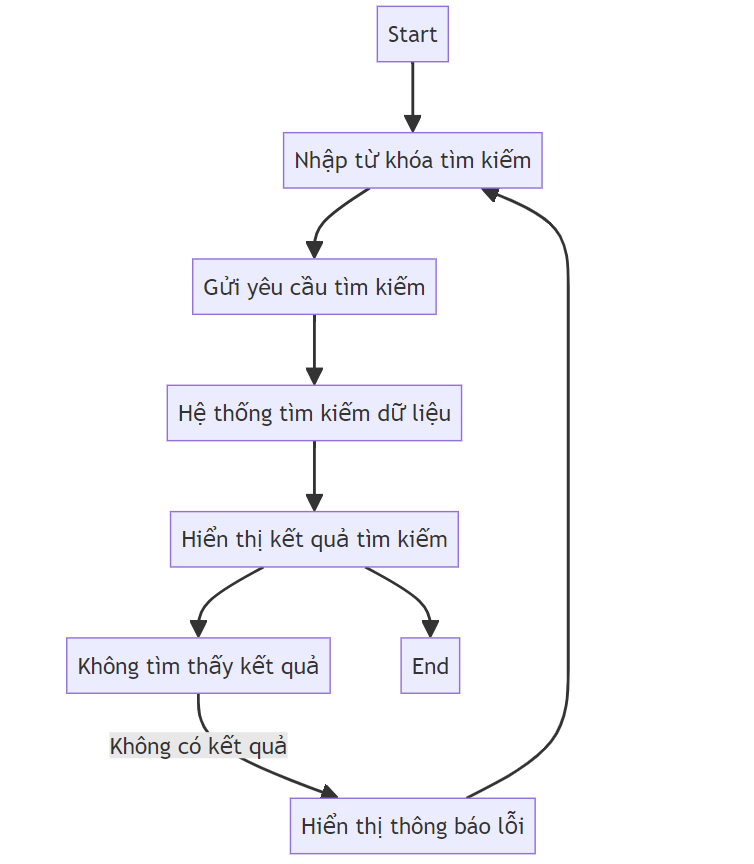 Start
Nhập từ khóa tìm kiếm
Gửi yêu cầu tìm kiếm
Hệ thống tìm kiếm dữ liệu
Hiển thị kết quả tìm kiếm
Không tìm thấy kết quả
End
Không có kết quả
Hiển thị thông báo lỗi